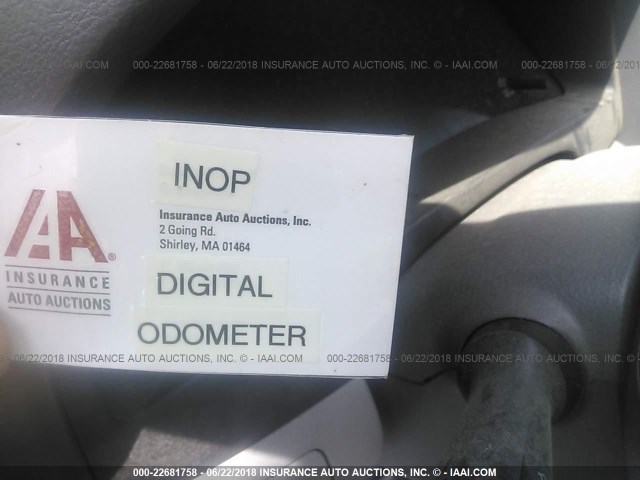 000-22681758 - 06/22/2018 INSURANCE AUTO AUCTIONS, INC. © - IAAI.COM
000-22681758
INOP
Insurance Auto Auctions, Inc.
2 Going Rd.
Shirley, MA 01464
IAA®
INSURANCE
AUTO AUCTIONS
DIGITAL
ODOMETER
06/22/2018 INSURANCE AUTO AUCTIONS, INC. © - IAAI.COM
000-22681758 - 06/22/2018 INSURANCE AUTO AUCTIONS, INC.
000-22681758 - 06/22/2018 INSURANCE AUTO AUCTIONS, INC. © - IAAI.COM